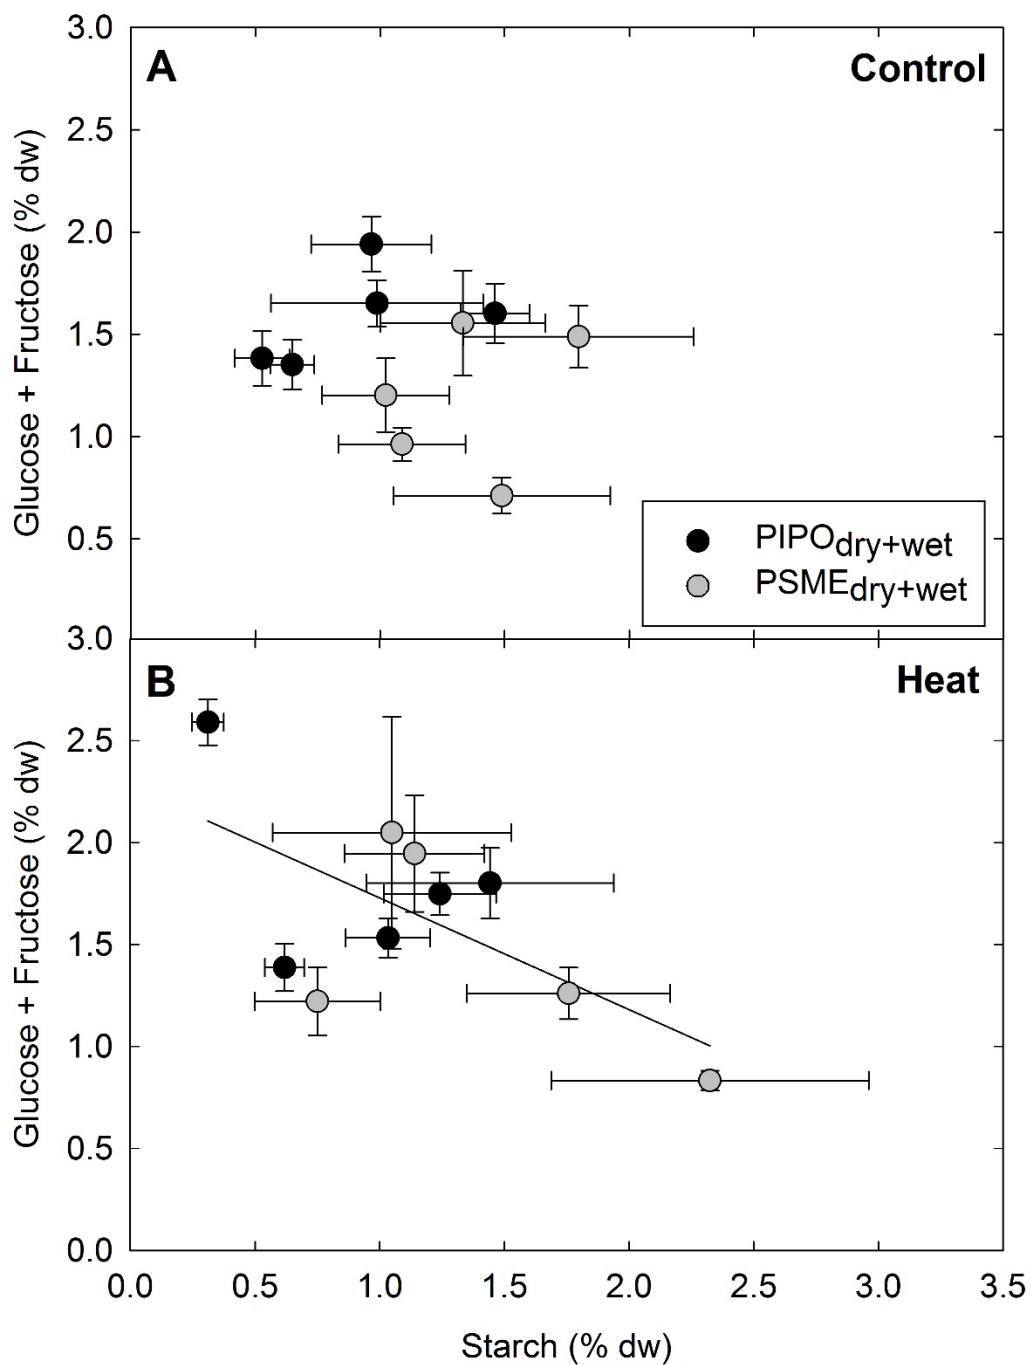 3.0
A
Control
2.5
2.0
1.5
1.0
0.5
Glucose + Fructose (% dw)
PIPOdry+wet
PSMEdry+wet
3.0
B
Heat
2.5
2.0
1.5
1.0
0.5
0.0
Glucose + Fructose (% dw)
0.0 0.5 1.0 1.5 2.0 2.5 3.0 3.5
Starch (% dw)